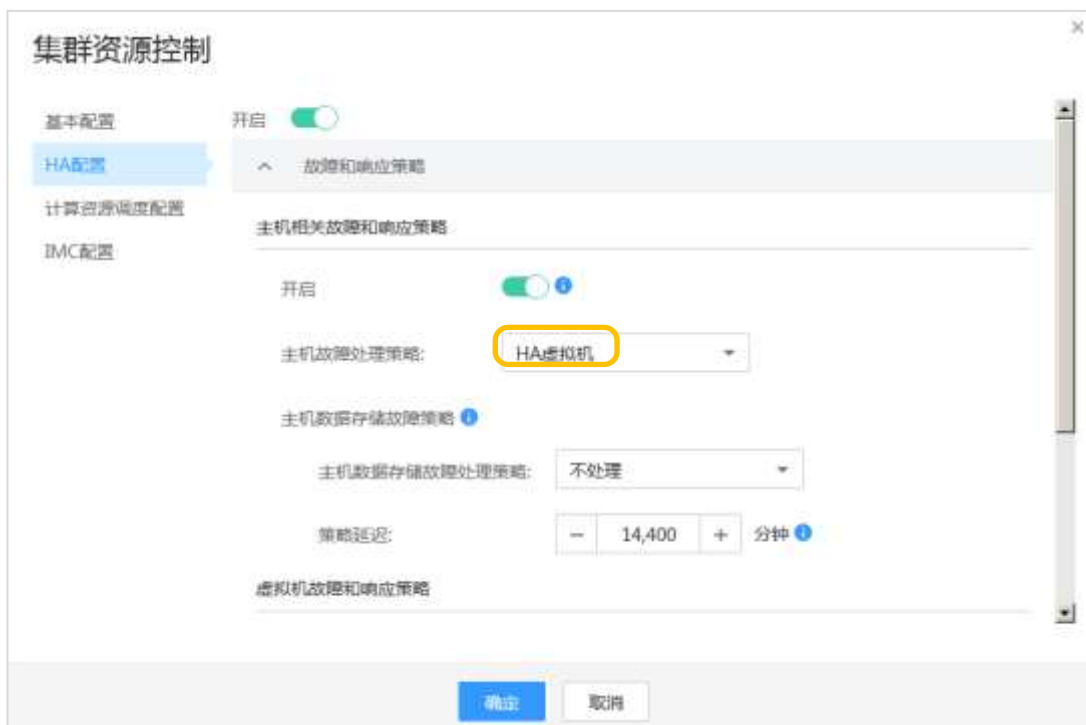 集群资源控制
基本配置
HA配置
计算资源调度配置
IMC配置
开启
故障和响应策略
主机相关故障和响应策略
开启
主机故障处理策略: HA虚拟机
主机数据存储故障策略
主机数据存储故障处理策略: 不处理
策略延迟: − 14,400 + 分钟
虚拟机故障和响应策略
确定 取消